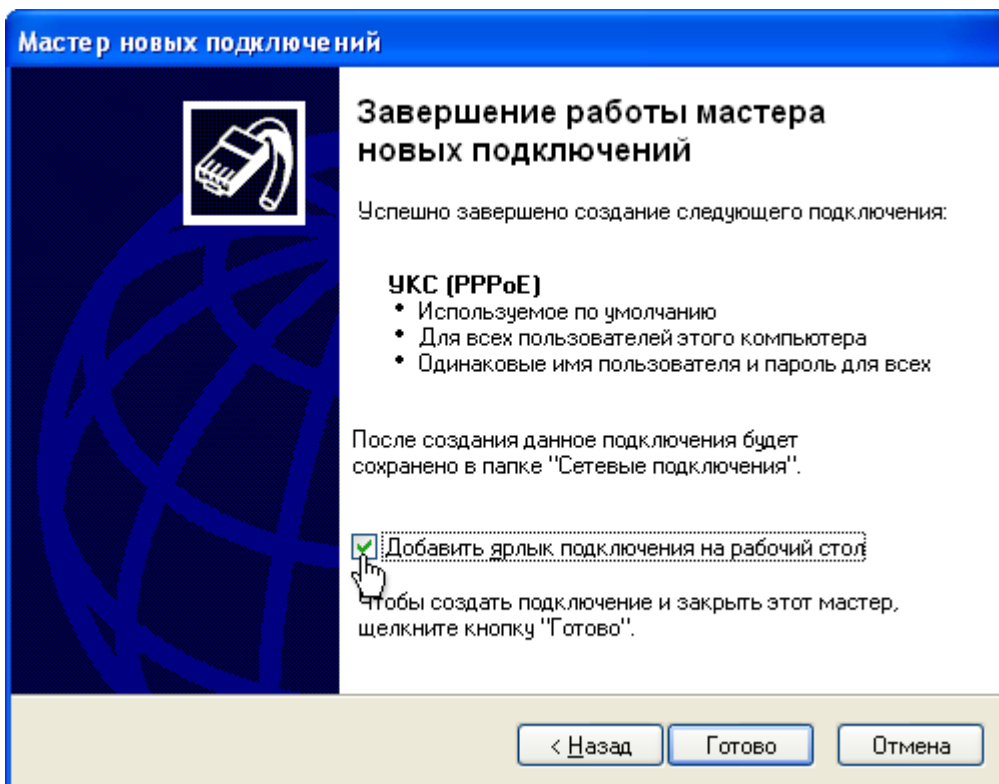 Мастер новых подключений
Завершение работы мастера
новых подключений
Успешно завершено создание следующего подключения:
УКС (PPPoE)
• Используемое по умолчанию
• Для всех пользователей этого компьютера
• Одинаковые имя пользователя и пароль для всех
После создания данное подключения будет
сохранено в папке "Сетевые подключения".
Добавить ярлык подключения на рабочий стол
Чтобы создать подключение и закрыть этот мастер,
щелкните кнопку "Готово".
< Назад
Готово
Отмена